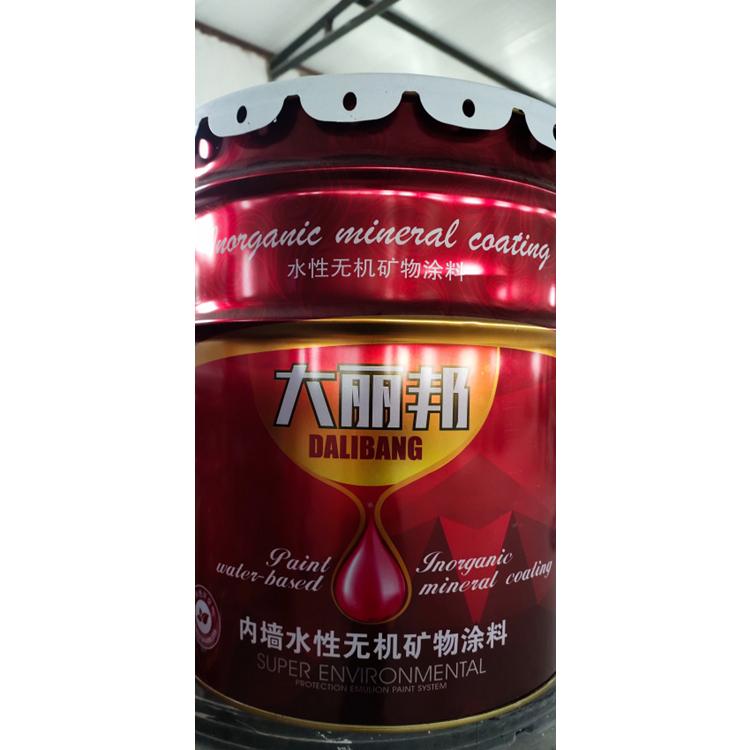 Inorganic mineral coating
水性无机矿物涂料
大丽邦
DALIBANG
Paint
water-based
Inorganic
mineral coating
内墙水性无机矿物涂料
SUPER ENVIRONMENTAL
PROTECTION EMULION PAINT SYSTEM